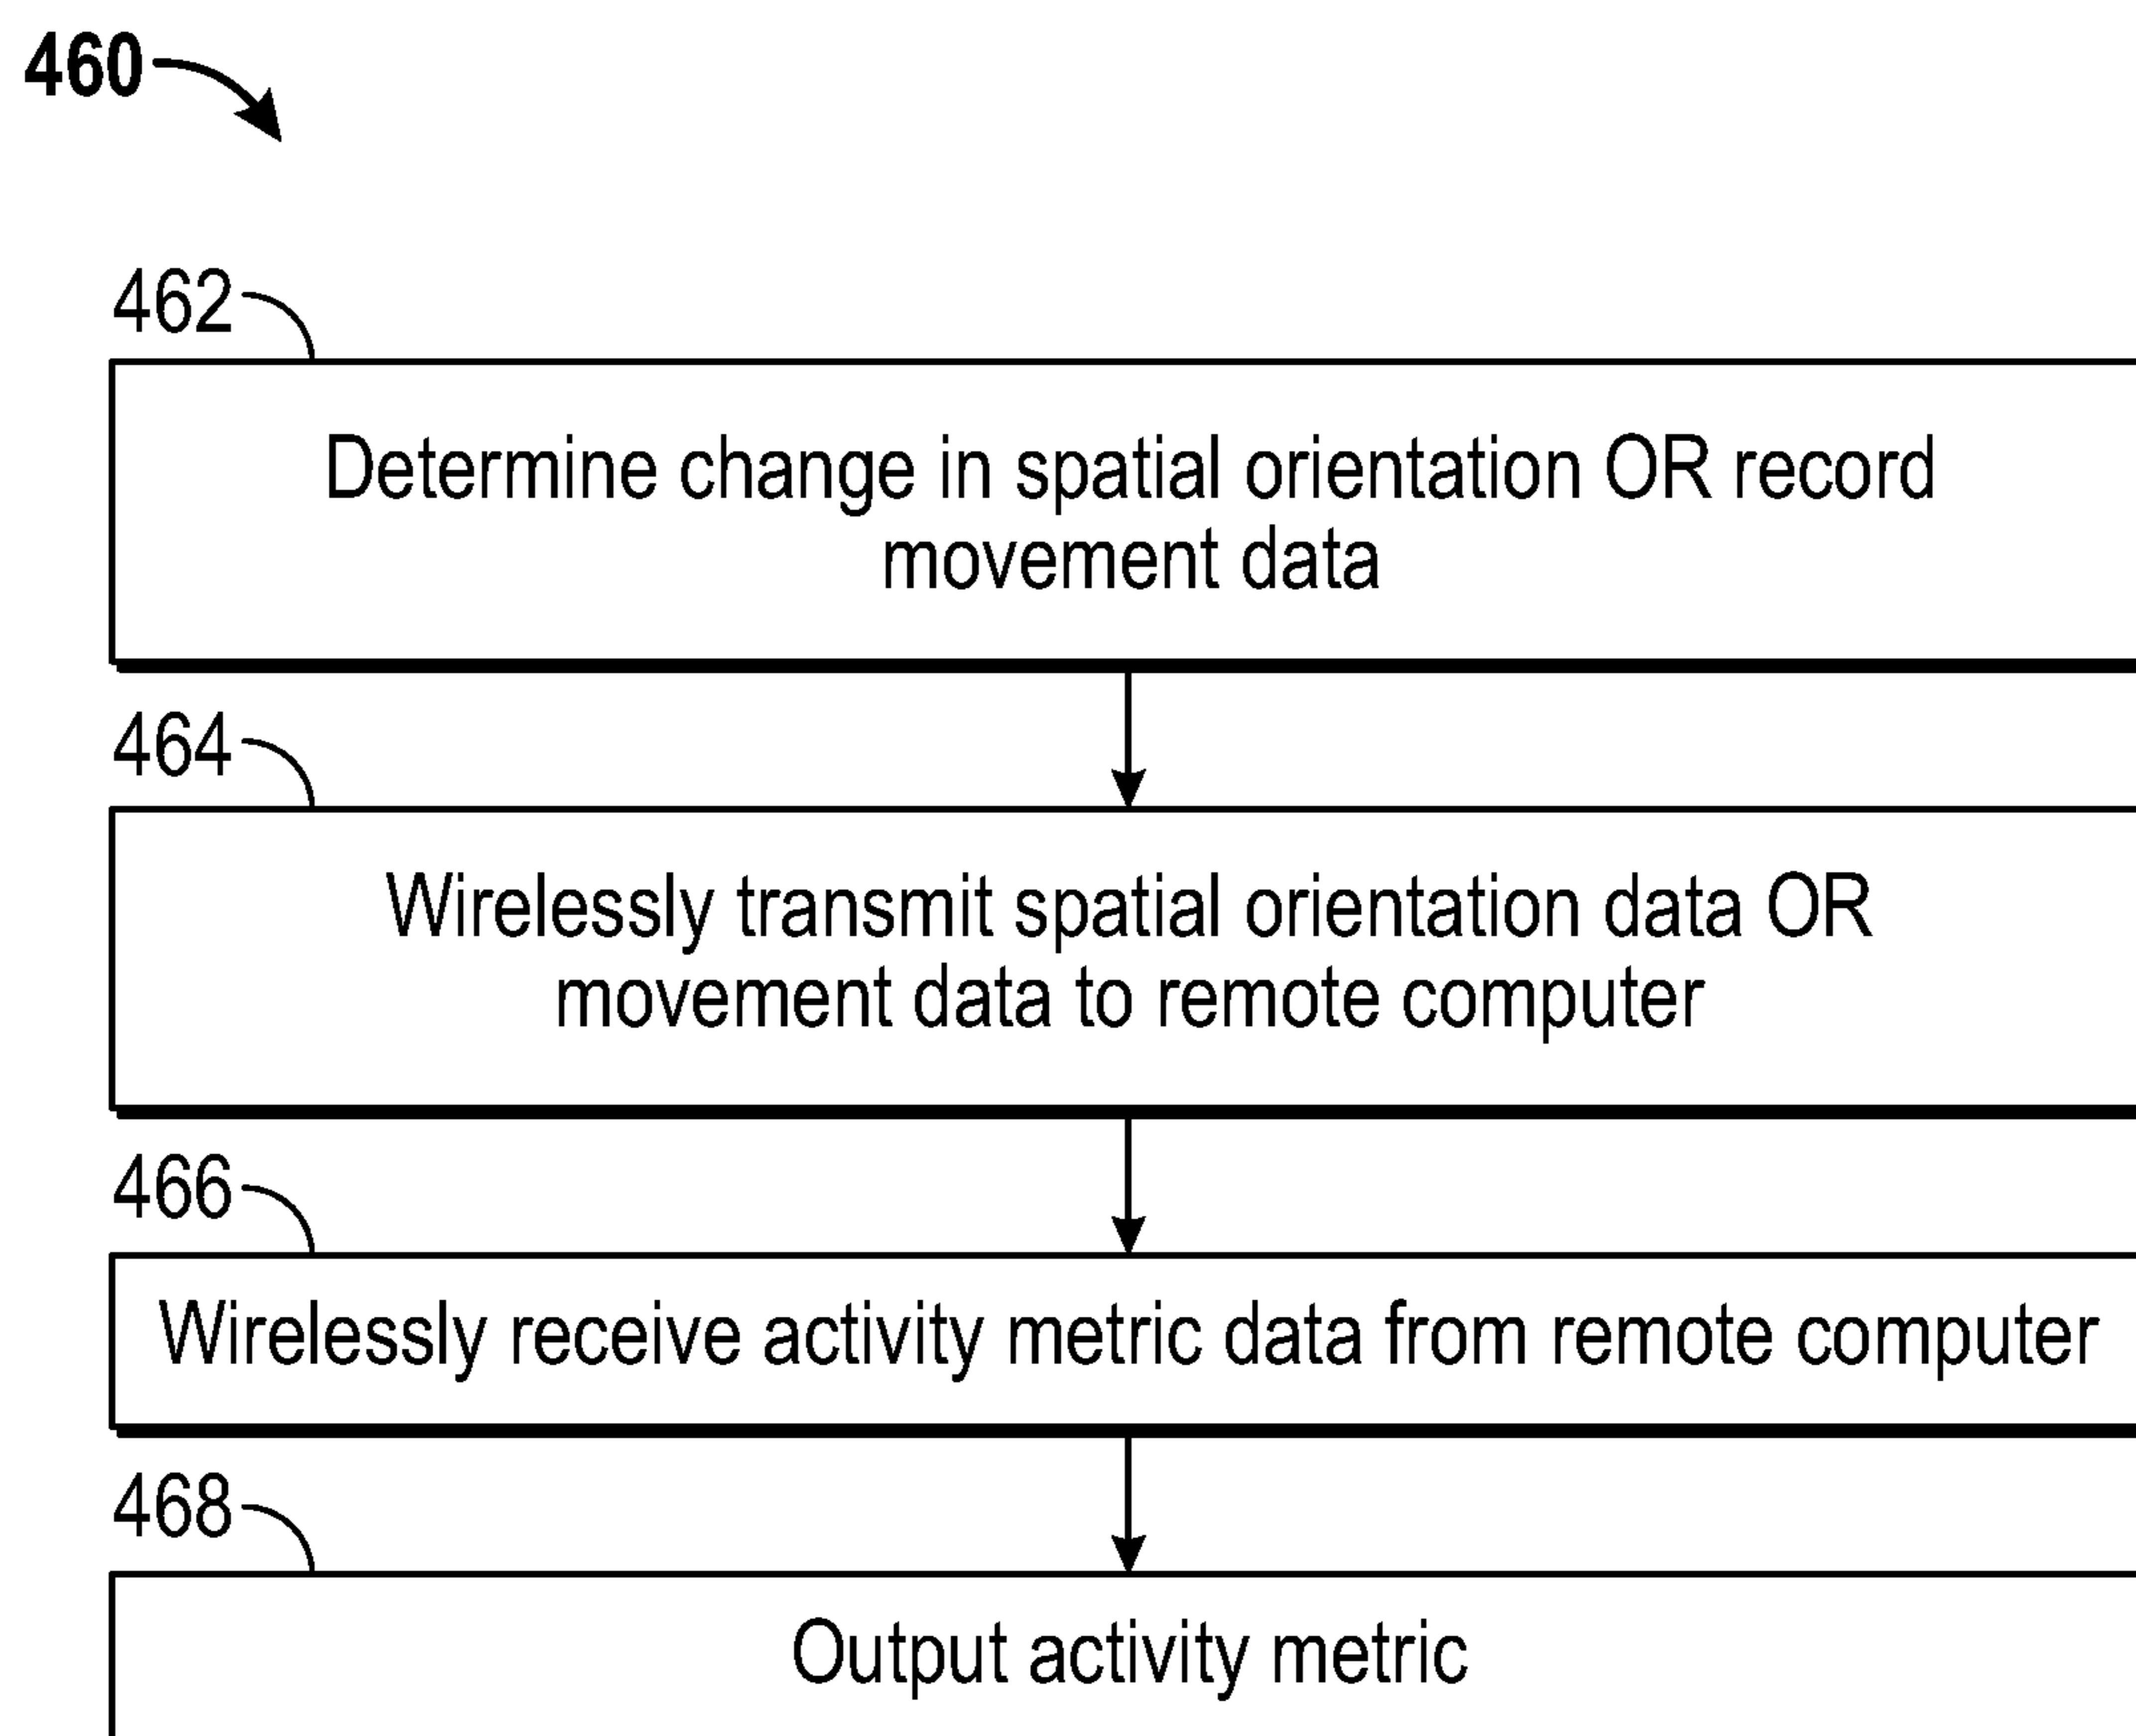 460
462
Determine change in spatial orientation OR record
movement data
464
Wirelessly transmit spatial orientation data OR
movement data to remote computer
466
Wirelessly receive activity metric data from remote computer
468
Output activity metric